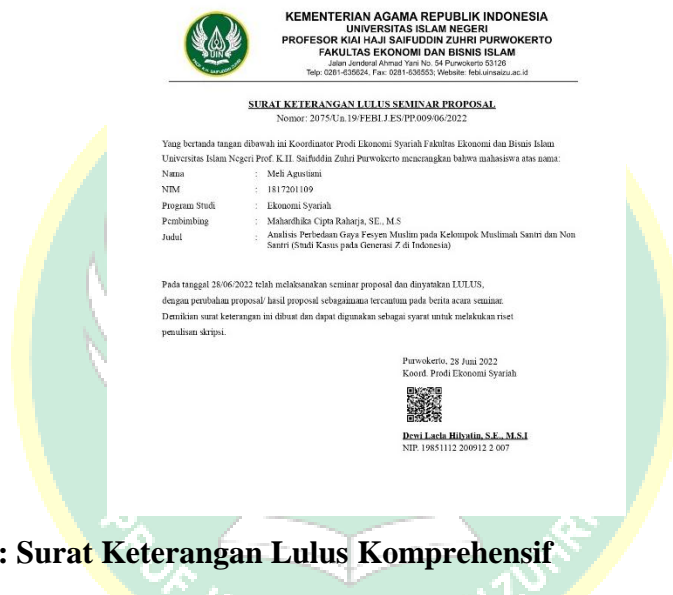 KEMENTERIAN AGAMA REPUBLIK INDONESIA
UNIVERSITAS ISLAM NEGERI
PROFESOR KIAI HAJI SAIFUDDIN ZUHRI PURWOKERTO
FAKULTAS EKONOMI DAN BISNIS ISLAM
Jalan Jenderal Ahmad Yani No. 54 Purwokerto 53126
Telp: 0281-635624, Fax: 0281-636553; Website: febi.uinsaizu.ac.id
SURAT KETERANGAN LULUS SEMINAR PROPOSAL
Nomor: 2075/Un.19/FEBI.J.ES/PP.009/06/2022
Yang bertanda tangan dibawah ini Koordinator Prodi Ekonomi Syariah Fakultas Ekonomi dan Bisnis Islam
Universitas Islam Negeri Prof. K.H. Saifuddin Zuhri Purwokerto menerangkan bahwa mahasiswa atas nama:
Nama : Meli Agustiani
NIM : 1817201109
Program Studi : Ekonomi Syariah
Pembimbing : Mahardhika Cipta Raharja, SE., M.S
Judul : Analisis Perbedaan Gaya Fesyen Muslim pada Kelompok Muslimah Santri dan Non
Santri (Studi Kasus pada Generasi Z di Indonesia)
Pada tanggal 28/06/2022 telah melaksanakan seminar proposal dan dinyatakan LULUS,
dengan perubahan proposal/ hasil proposal sebagaimana tercantum pada berita acara seminar.
Demikian surat keterangan ini dibuat dan dapat digunakan sebagai syarat untuk melakukan riset
penulisan skripsi.
Purwokerto, 28 Juni 2022
Koord. Prodi Ekonomi Syariah
Dewi Laela Hilyatin, S.E., M.S.I
NIP. 19851112 200912 2 007
: Surat Keterangan Lulus Komprehensif